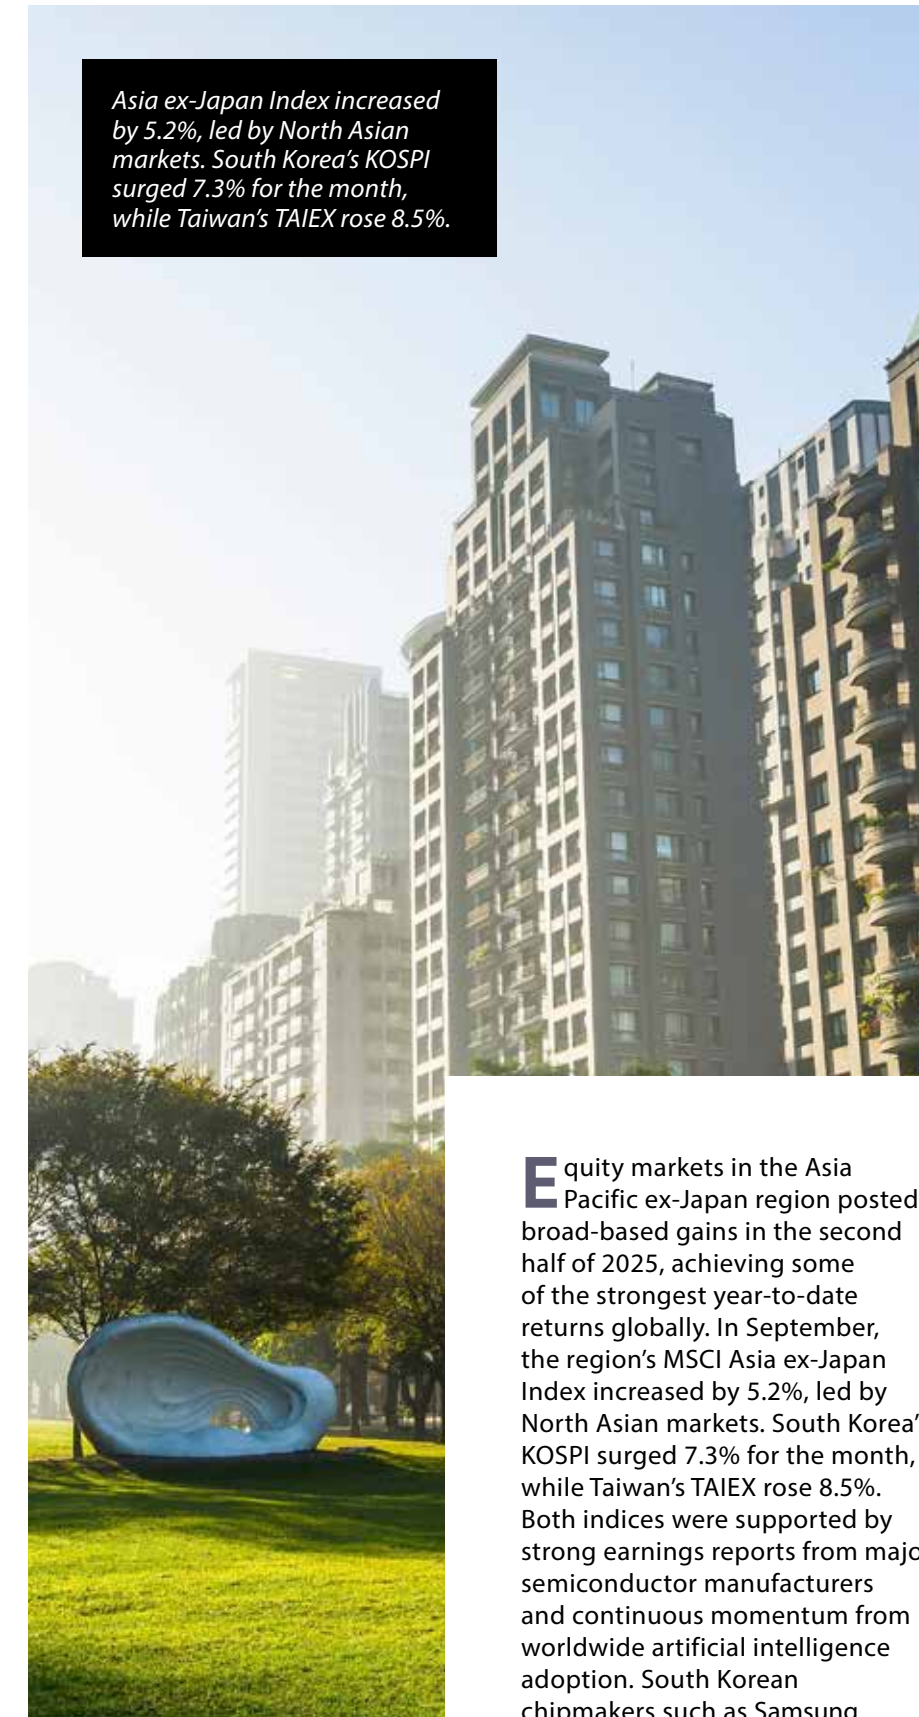 Asia ex-Japan Index increased
by 5.2%, led by North Asian
markets. South Korea’s KOSPI
surged 7.3% for the month,
while Taiwan’s TAIEX rose 8.5%.
Equity markets in the Asia
Pacific ex-Japan region posted
broad-based gains in the second
half of 2025, achieving some
of the strongest year-to-date
returns globally. In September,
the region’s MSCI Asia ex-Japan
Index increased by 5.2%, led by
North Asian markets. South Korea’
KOSPI surged 7.3% for the month,
while Taiwan’s TAIEX rose 8.5%.
Both indices were supported by
strong earnings reports from majo
semiconductor manufacturers
and continuous momentum from
worldwide artificial intelligence
adoption. South Korean
chipmakers such as Samsung